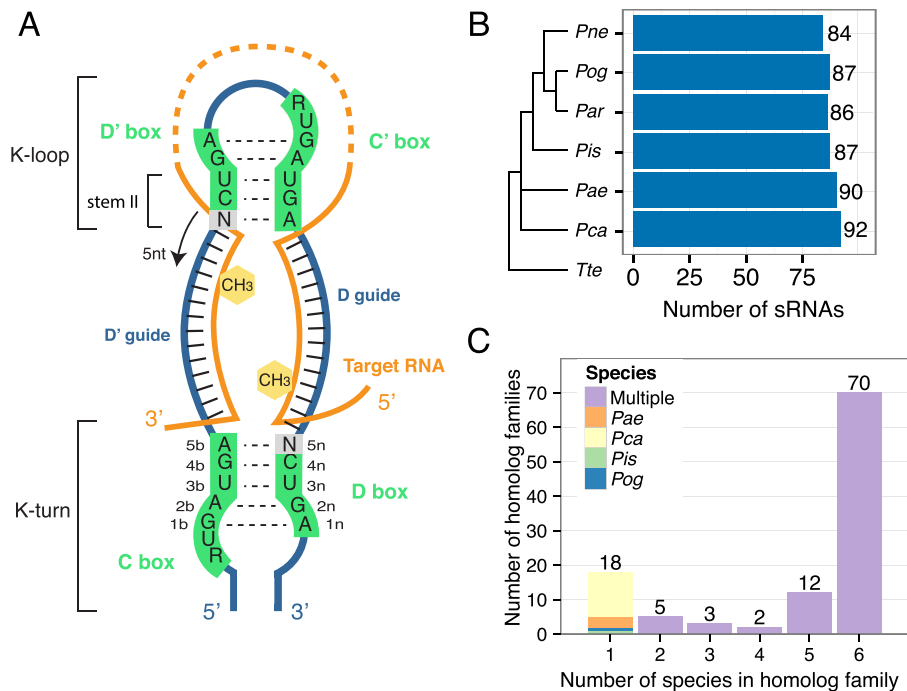 A
K-loop
D' box
C' box
R
U
G
A
U
G
A
A
G
U
C
N
stem II
5nt
CH3
D guide
D' guide
CH3
Target RNA
5'
3'
K-turn
5b
4b
3b
2b
1b
A
G
U
A
G
U
R
N
C
U
G
A
5n
4n
3n
2n
1n
D box
C box
5'
3'
B
Pne
Pog
Par
Pis
Pae
Pca
Tte
84
87
86
87
90
92
0
25
50
75
Number of sRNAs
C
Number of homolog families
70
60
50
40
30
20
10
0
Species
Multiple
Pae
Pca
Pis
Pog
18
5
3
2
12
70
1
2
3
4
5
6
Number of species in homolog family